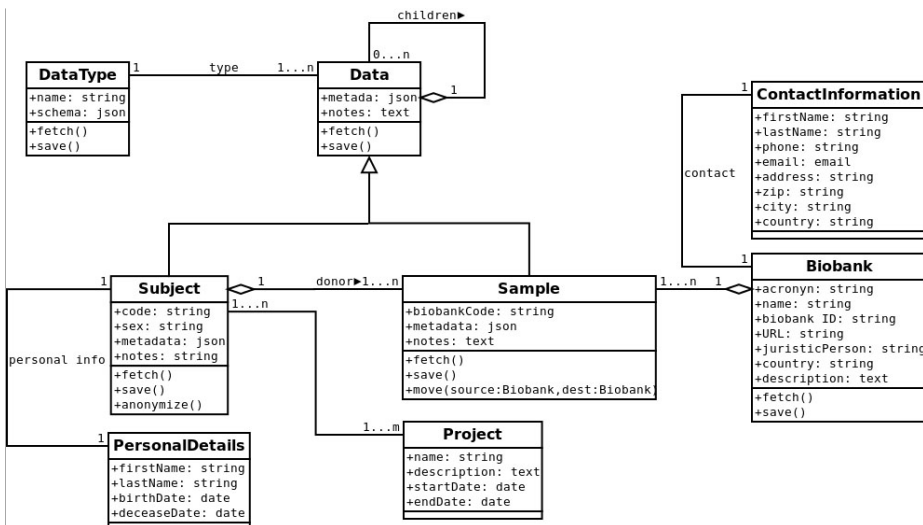 children►
0...n
1
DataType
+name: string
+schema: json
+fetch()
+save()
1
type
1...n
Data
+metada: json
+notes: text
+fetch()
+save()
1
ContactInformation
+firstName: string
+lastName: string
+phone: string
+email: email
+address: string
+zip: string
+city: string
+country: string
contact
1
Biobank
+acronyn: string
+name: string
+biobank ID: string
+URL: string
+juristicPerson: string
+country: string
+description: text
+fetch()
+save()
1
Subject
+code: string
+sex: string
+metadata: json
+notes: string
+fetch()
+save()
+anonymize()
1
donor►
1...n
1...n
Sample
+biobankCode: string
+metadata: json
+notes: text
+fetch()
+save()
+move(source:Biobank,dest:Biobank)
1...n
1
personal info
1
PersonalDetails
+firstName: string
+lastName: string
+birthDate: date
+deceaseDate: date
1...m
Project
+name: string
+description: text
+startDate: date
+endDate: date